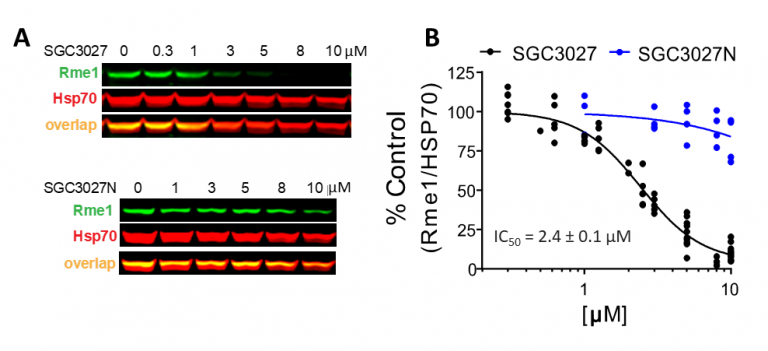 A
SGC3027 0 0.3 1 3 5 8 10 µM
Rme1
Hsp70
overlap
SGC3027N 0 1 3 5 8 10 µM
Rme1
Hsp70
overlap
B
SGC3027 SGC3027N
% Control
(Rme1/HSP70)
125
100
75
50
25
0
IC50 = 2.4 ± 0.1 µM
1 10
[µM]